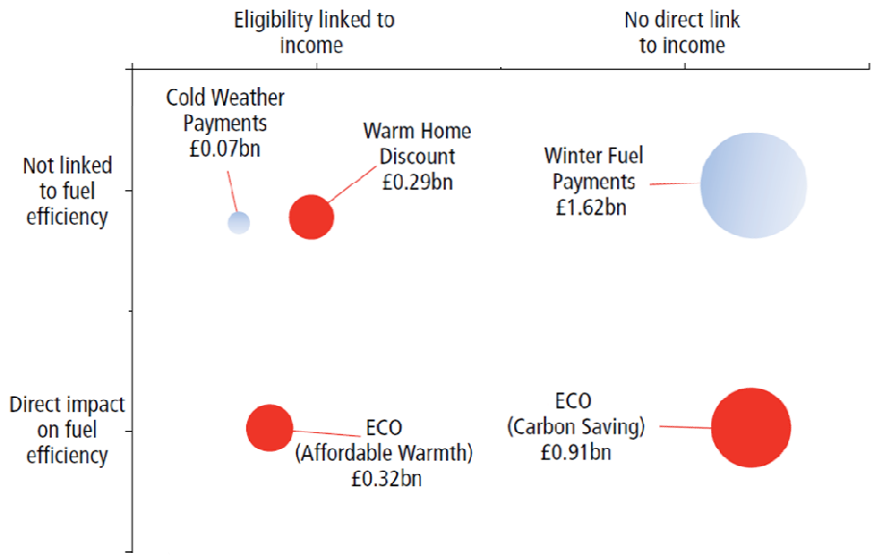 Eligibility linked to
income
No direct link
to income
Not linked
to fuel
efficiency
Cold Weather
Payments
£0.07bn
Warm Home
Discount
£0.29bn
Winter Fuel
Payments
£1.62bn
Direct impact
on fuel
efficiency
ECO
(Affordable Warmth)
£0.32bn
ECO
(Carbon Saving)
£0.91bn